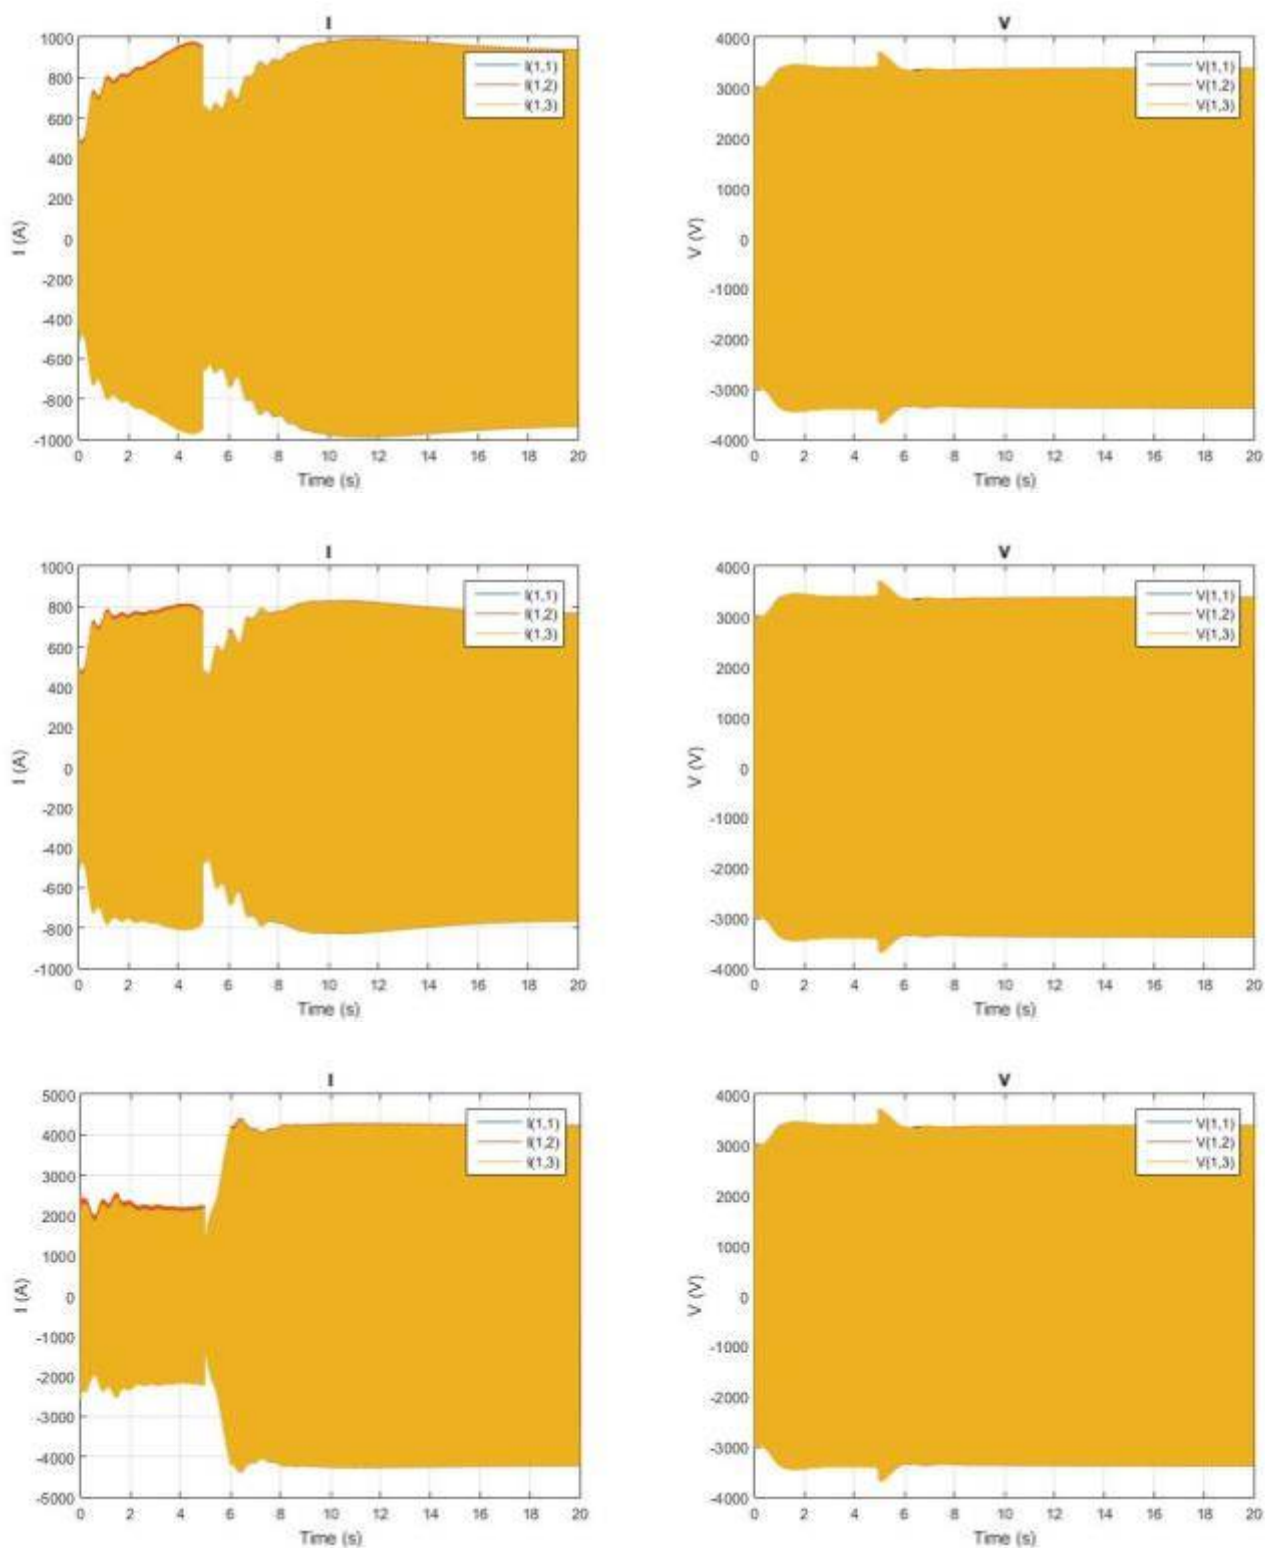 I
I (A)
1000
800
600
400
200
0
-200
-400
-600
-800
-1000
0 2 4 6 8 10 12 14 16 18 20
Time (s)
I(1,1)
I(1,2)
I(1,3)
V
V (V)
4000
3000
2000
1000
0
-1000
-2000
-3000
-4000
0 2 4 6 8 10 12 14 16 18 20
Time (s)
V(1,1)
V(1,2)
V(1,3)
I
I (A)
1000
800
600
400
200
0
-200
-400
-600
-800
-1000
0 2 4 6 8 10 12 14 16 18 20
Time (s)
I(1,1)
I(1,2)
I(1,3)
V
V (V)
4000
3000
2000
1000
0
-1000
-2000
-3000
-4000
0 2 4 6 8 10 12 14 16 18 20
Time (s)
V(1,1)
V(1,2)
V(1,3)
I
I (A)
5000
4000
3000
2000
1000
0
-1000
-2000
-3000
-4000
-5000
0 2 4 6 8 10 12 14 16 18 20
Time (s)
I(1,1)
I(1,2)
I(1,3)
V
V (V)
4000
3000
2000
1000
0
-1000
-2000
-3000
-4000
0 2 4 6 8 10 12 14 16 18 20
Time (s)
V(1,1)
V(1,2)
V(1,3)